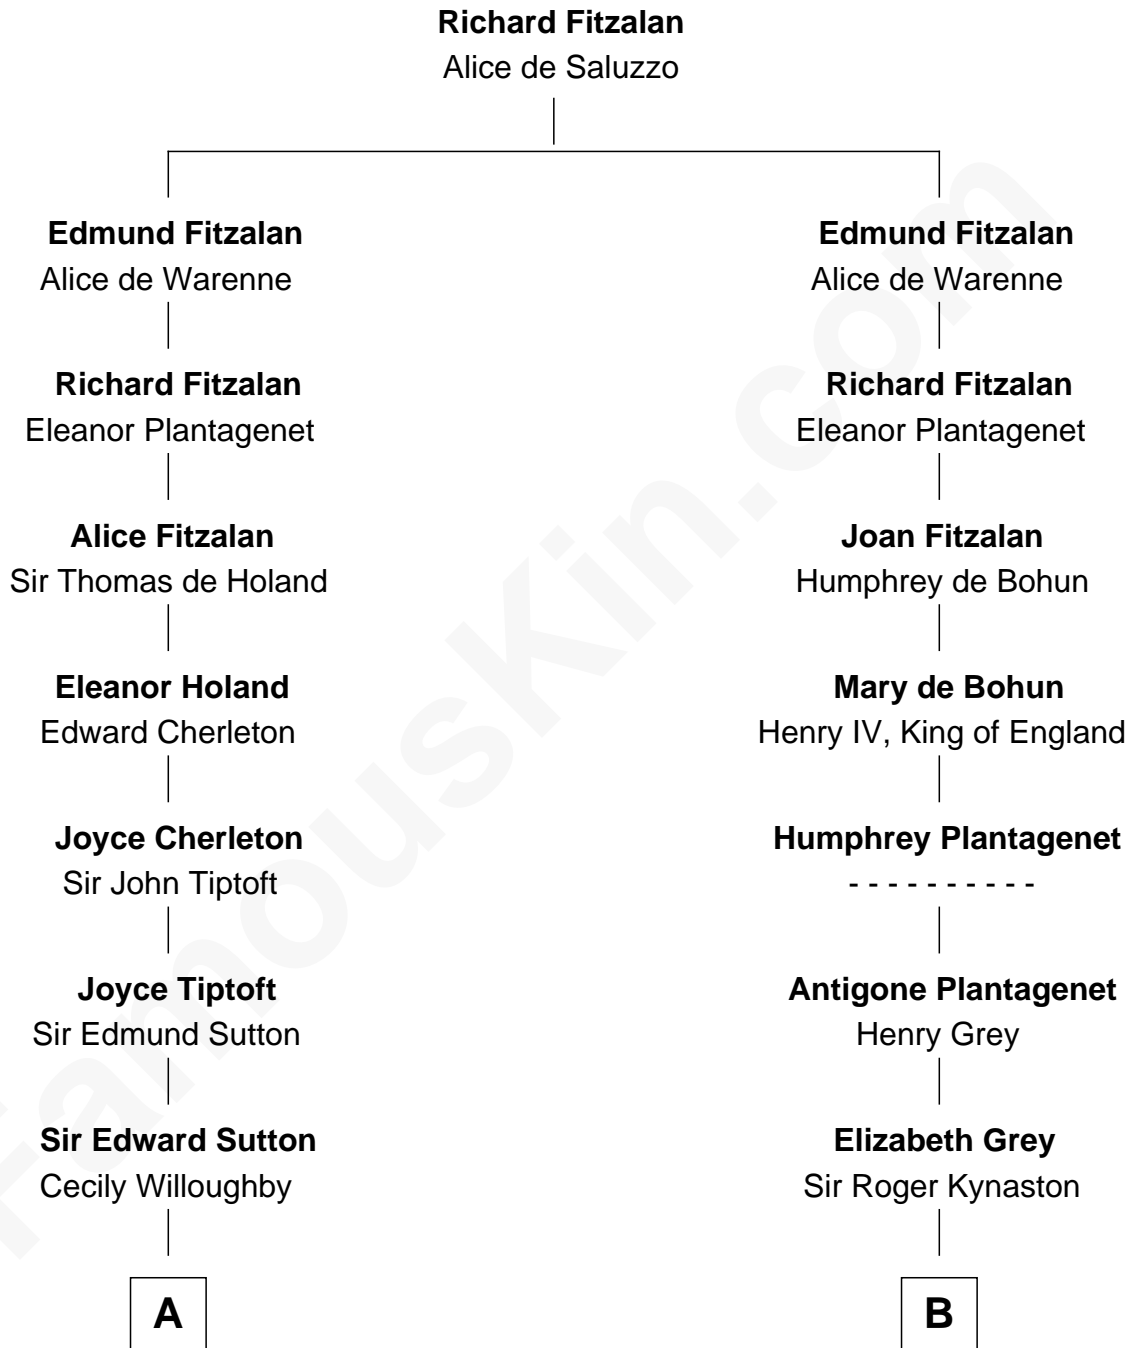 Richard Fitzalan
Alice de Saluzzo
Edmund Fitzalan
Alice de Warenne
Edmund Fitzalan
Alice de Warenne
Richard Fitzalan
Eleanor Plantagenet
Richard Fitzalan
Eleanor Plantagenet
Alice Fitzalan
Sir Thomas de Holand
Joan Fitzalan
Humphrey de Bohun
Eleanor Holand
Edward Cherleton
Mary de Bohun
Henry IV, King of England
Joyce Cherleton
Sir John Tiptoft
Humphrey Plantagenet
- - - - - - - - - -
Joyce Tiptoft
Sir Edmund Sutton
Antigone Plantagenet
Henry Grey
Sir Edward Sutton
Cecily Willoughby
Elizabeth Grey
Sir Roger Kynaston
A
B
FamousKin.com